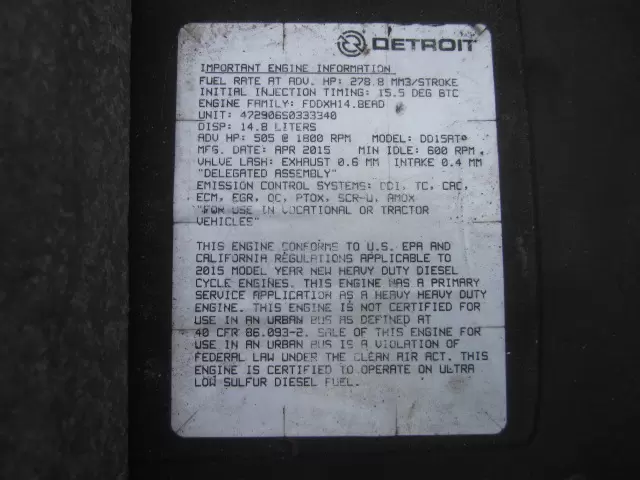 DETROIT
IMPORTANT ENGINE INFORMATION
FUEL RATE AT ADV. HP: 278.8 MM3/STROKE
INITIAL INJECTION TIMING: 15.5 DEG BTC
ENGINE FAMILY: FDDXH14.8EAD
UNIT: 472906S0333340
DISP: 14.8 LITERS
ADV HP: 505 @ 1800 RPM MODEL: DD15AT®
MFG. DATE: APR 2015 MIN IDLE: 600 RPM
VALVE LASH: EXHAUST 0.6 MM INTAKE 0.4 MM
"DELEGATED ASSEMBLY"
EMISSION CONTROL SYSTEMS: DDI, TC, CAC,
ECM, EGR, OC, PTOX, SCR-U, AMOX
"FOR USE IN VOCATIONAL OR TRACTOR
VEHICLES"
THIS ENGINE CONFORMS TO U.S. EPA AND
CALIFORNIA REGULATIONS APPLICABLE TO
2015 MODEL YEAR NEW HEAVY DUTY DIESEL
CYCLE ENGINES. THIS ENGINE HAS A PRIMARY
SERVICE APPLICATION AS A HEAVY HEAVY DUTY
ENGINE. THIS ENGINE IS NOT CERTIFIED FOR
USE IN AN URBAN BUS AS DEFINED AT
40 CFR 86.093-2. SALE OF THIS ENGINE FOR
USE IN AN URBAN BUS IS A VIOLATION OF
FEDERAL LAW UNDER THE CLEAN AIR ACT. THIS
ENGINE IS CERTIFIED TO OPERATE ON ULTRA
LOW SULFUR DIESEL FUEL.